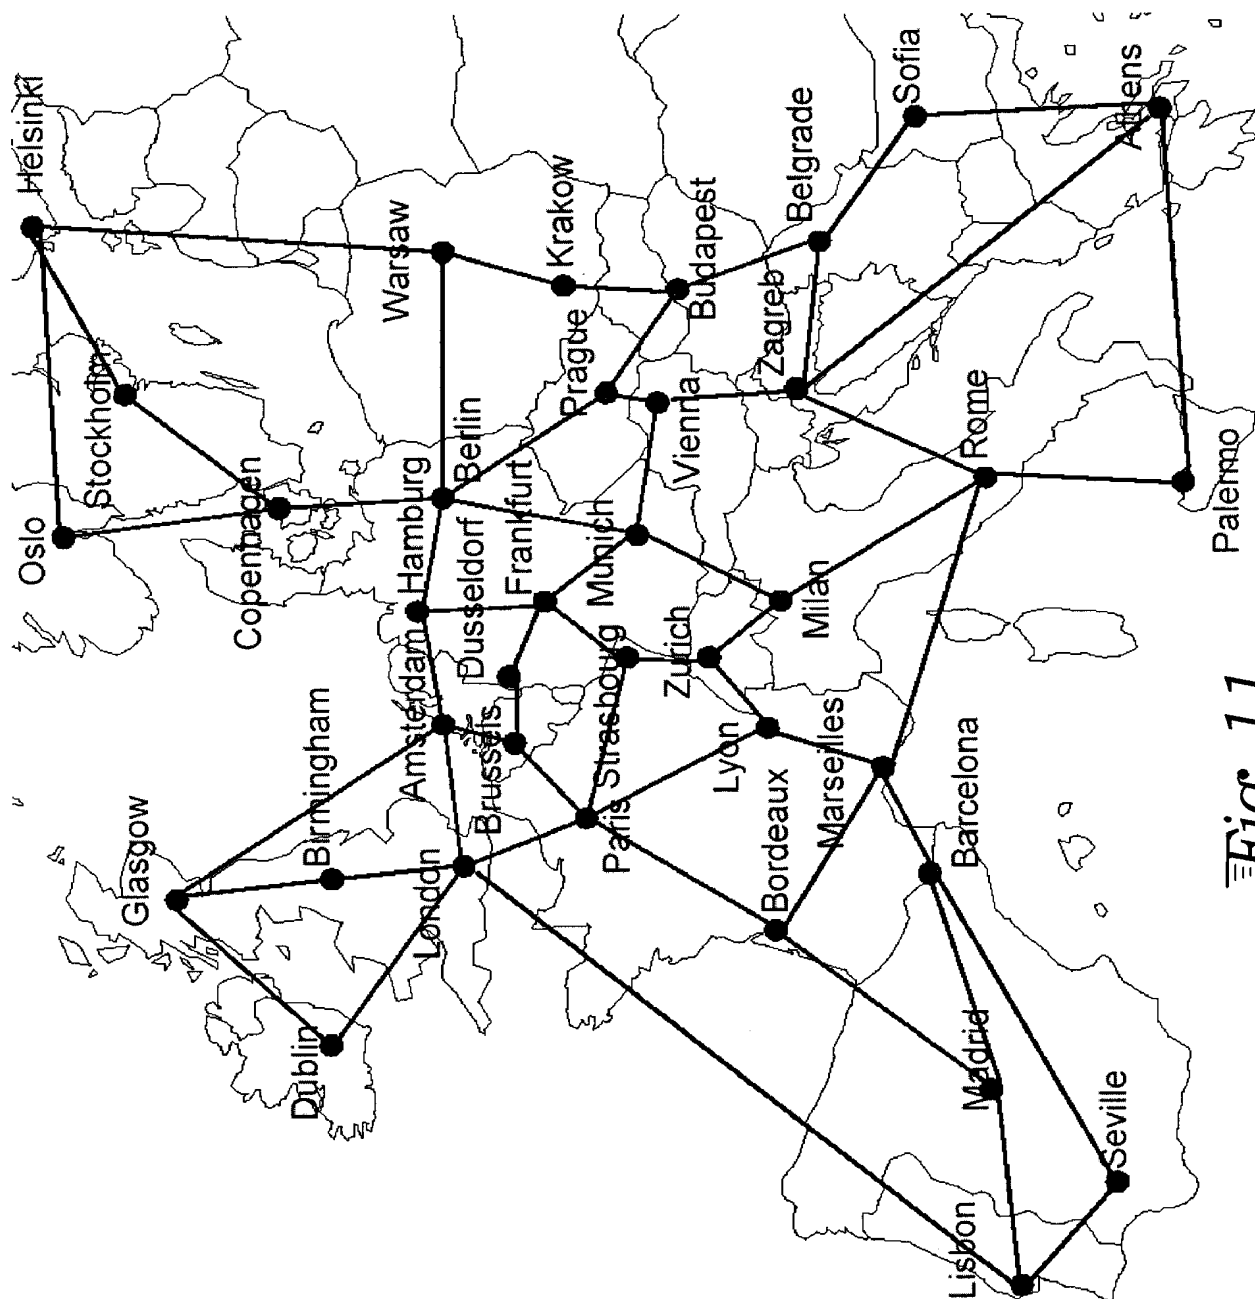 Helsinki
Oslo
Stockholm
Copenhagen
Warsaw
Krakow
Glasgow
Birmingham
Dublin
London
Amsterdam
Hamburg
Berlin
Brussels
Dusseldorf
Frankfurt
Prague
Budapest
Paris
Strasbourg
Munich
Vienna
Zagreb
Belgrade
Sofia
Lyon
Zurich
Milan
Bordeaux
Marseilles
Rome
Athens
Barcelona
Madrid
Lisbon
Seville
Palermo
Fig. 11